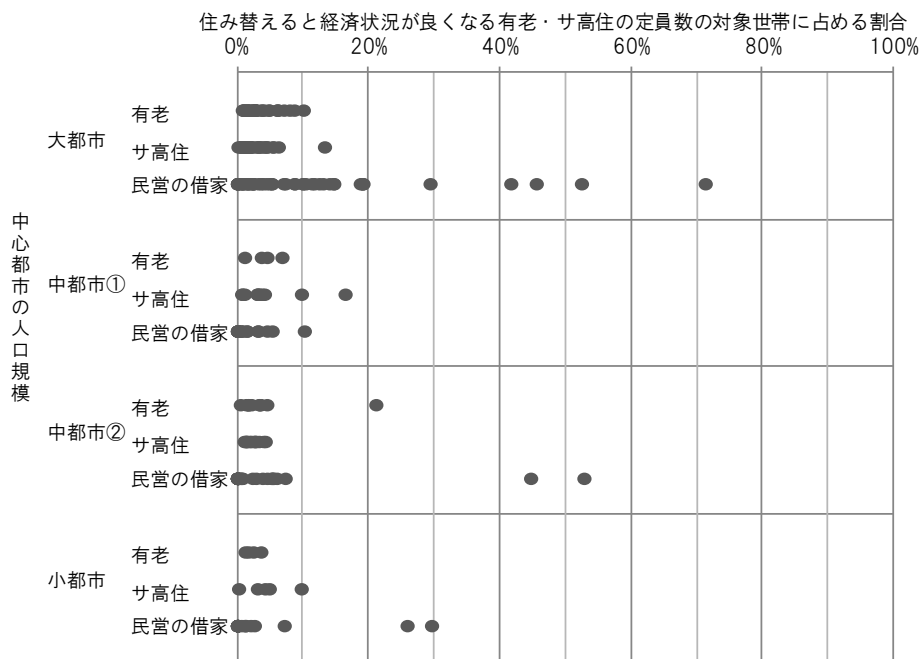 住み替えると経済状況が良くなる有老・サ高住の定員数の対象世帯に占める割合
0% 20% 40% 60% 80% 100%
中心都市の人口規模
大都市
有老
サ高住
民営の借家
中都市①
有老
サ高住
民営の借家
中都市②
有老
サ高住
民営の借家
小都市
有老
サ高住
民営の借家